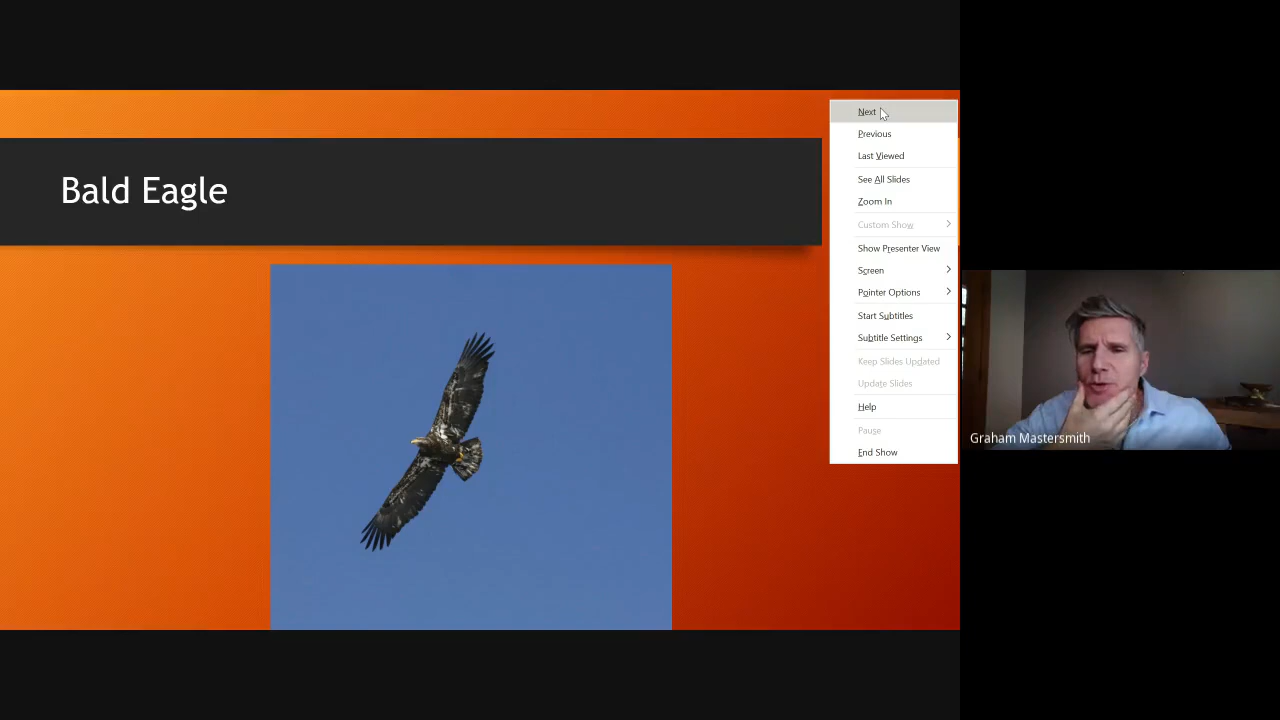 Bald Eagle
Next
Previous
Last Viewed
See All Slides
Zoom In
Custom Show
Show Presenter View
Screen
Pointer Options
Start Subtitles
Subtitle Settings
Keep Slides Updated
Update Slides
Help
Pause
End Show
Graham Mastersmith